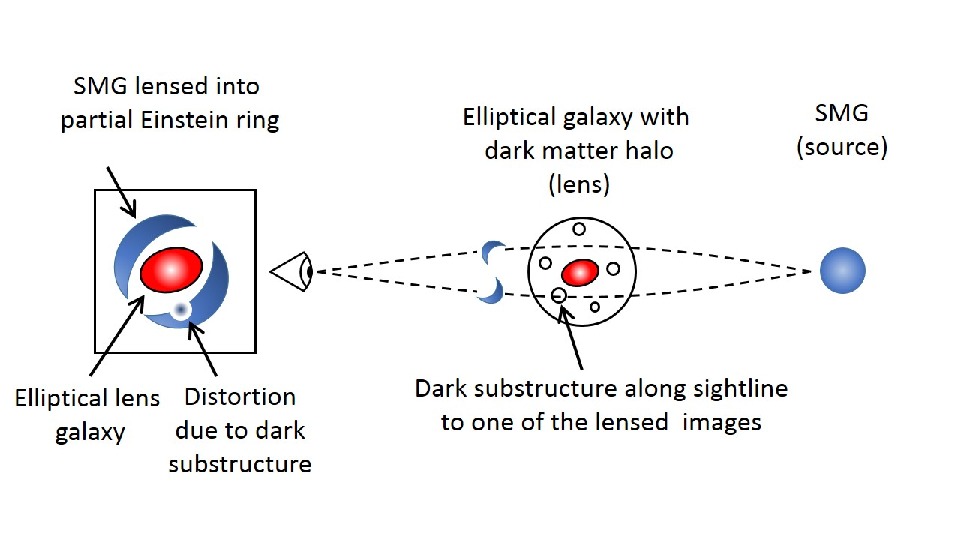 SMG lensed into
partial Einstein ring
Elliptical galaxy with
dark matter halo
(lens)
SMG
(source)
Elliptical lens
galaxy
Distortion
due to dark
substructure
Dark substructure along sightline
to one of the lensed images